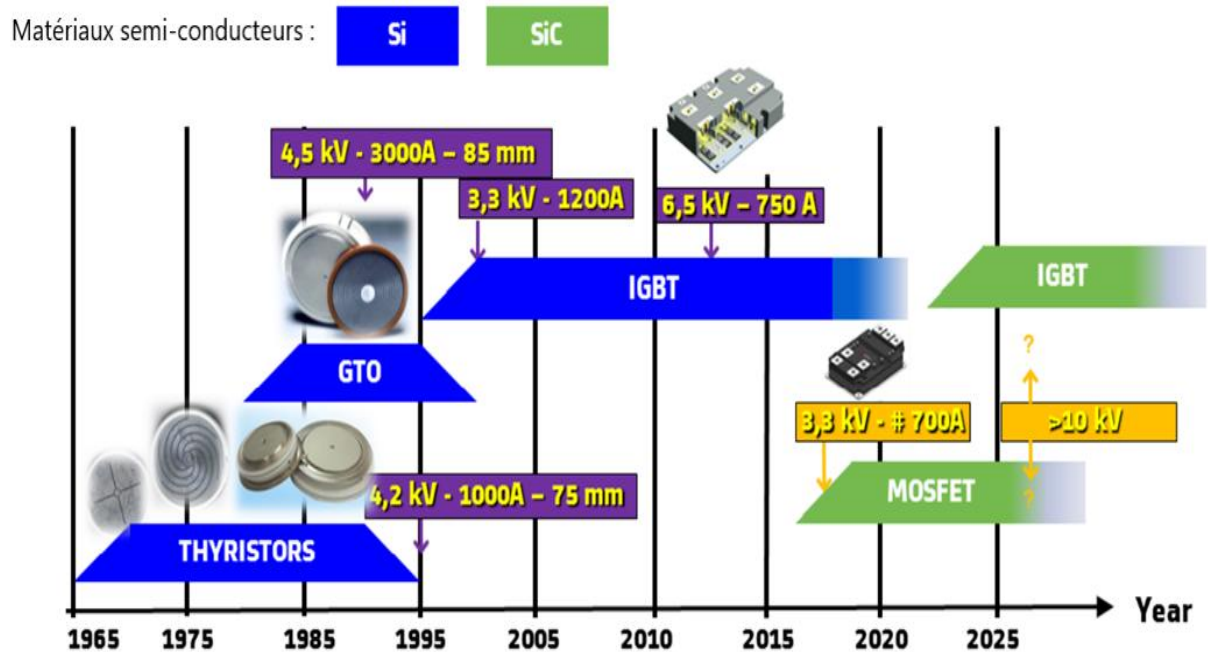 Matériaux semi-conducteurs :
Si
SiC
4,5 kV - 3000A – 85 mm
3,3 kV - 1200A
6,5 kV – 750 A
IGBT
IGBT
GTO
?
3,3 kV - # 700A
>10 kV
4,2 kV - 1000A – 75 mm
MOSFET
?
THYRISTORS
Year
1965 1975 1985 1995 2005 2010 2015 2020 2025